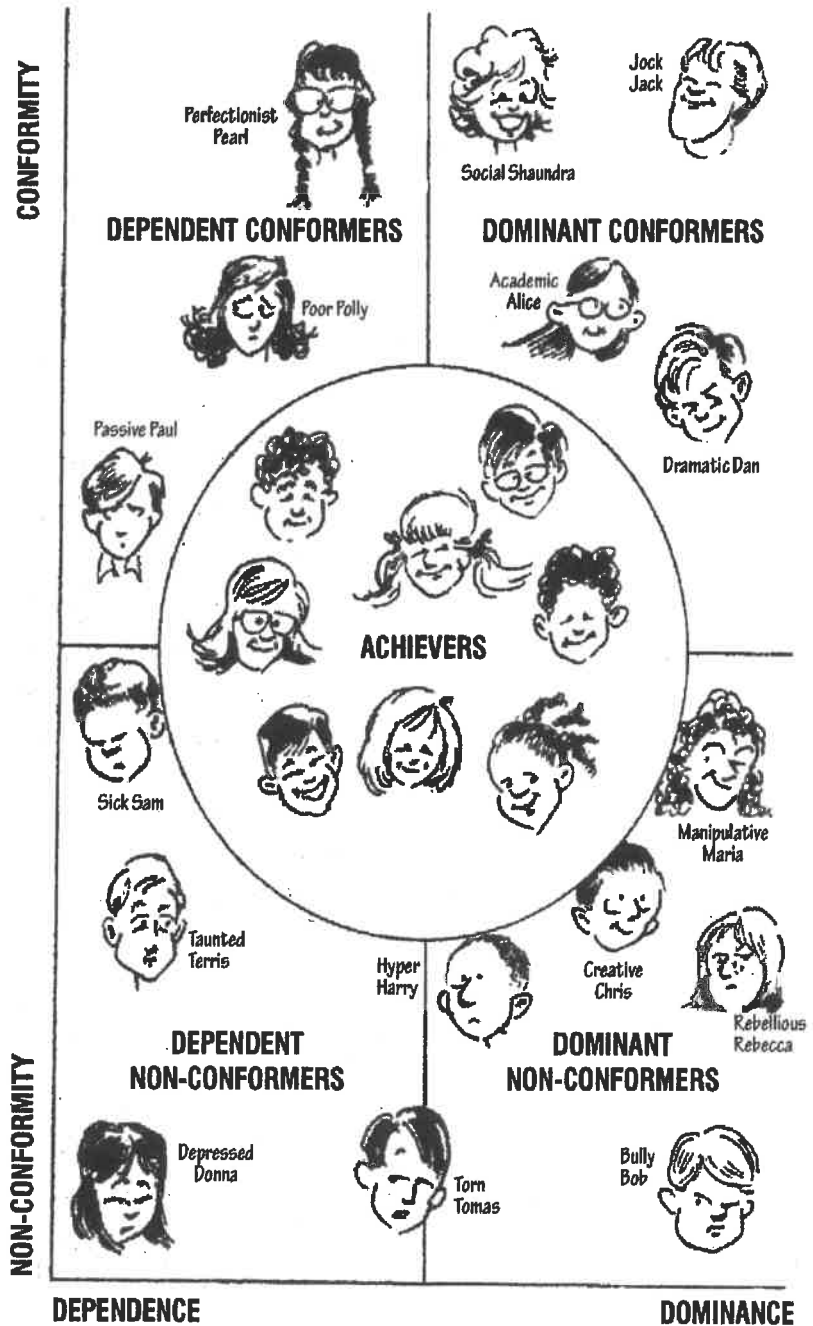 CONFORMITY
Perfectionist
Pearl
Social Shaundra
Jock
Jack
DEPENDENT CONFORMERS
DOMINANT CONFORMERS
Poor Polly
Academic
Alice
Passive Paul
Dramatic Dan
ACHIEVERS
Sick Sam
Manipulative
Maria
Taunted
Terris
Hyper
Harry
Creative
Chris
Rebellious
Rebecca
DEPENDENT
NON-CONFORMERS
DOMINANT
NON-CONFORMERS
NON-CONFORMITY
Depressed
Donna
Torn
Tomas
Bully
Bob
DEPENDENCE
DOMINANCE